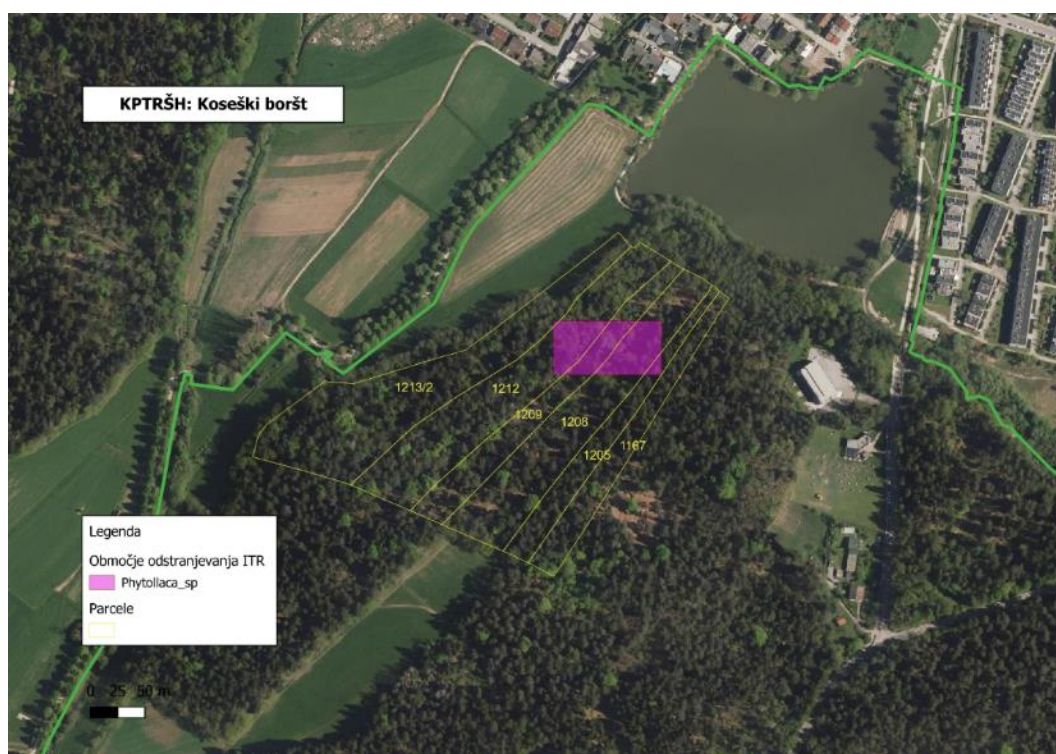 KPTRŠH: Koseški boršt
1213/2
1212
1209
1208
1205
1167
Legenda
Območje odstranjevanja ITR
Phytollaca_sp
Parcele
0 25 50 m